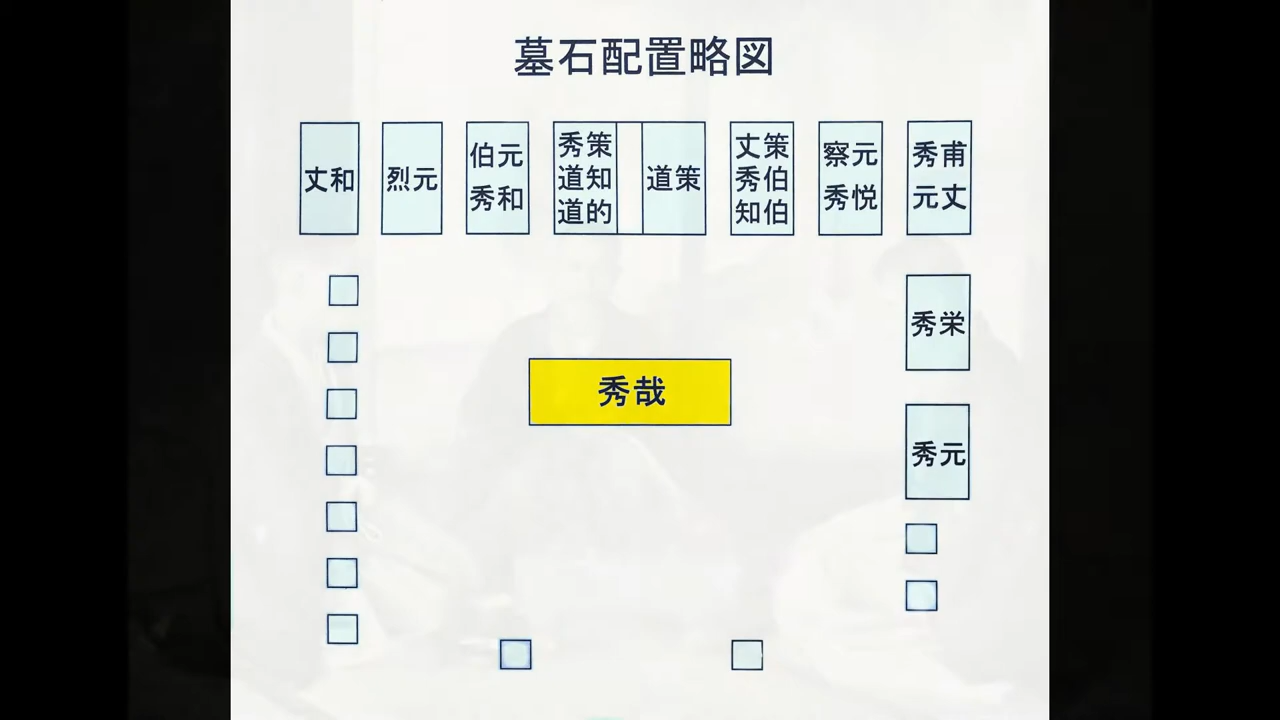 墓石配置略図
丈和
烈元
伯元
秀和
秀策
道知
道的
道策
丈策
秀伯
知伯
察元
秀悦
秀甫
元丈
秀栄
秀哉
秀元